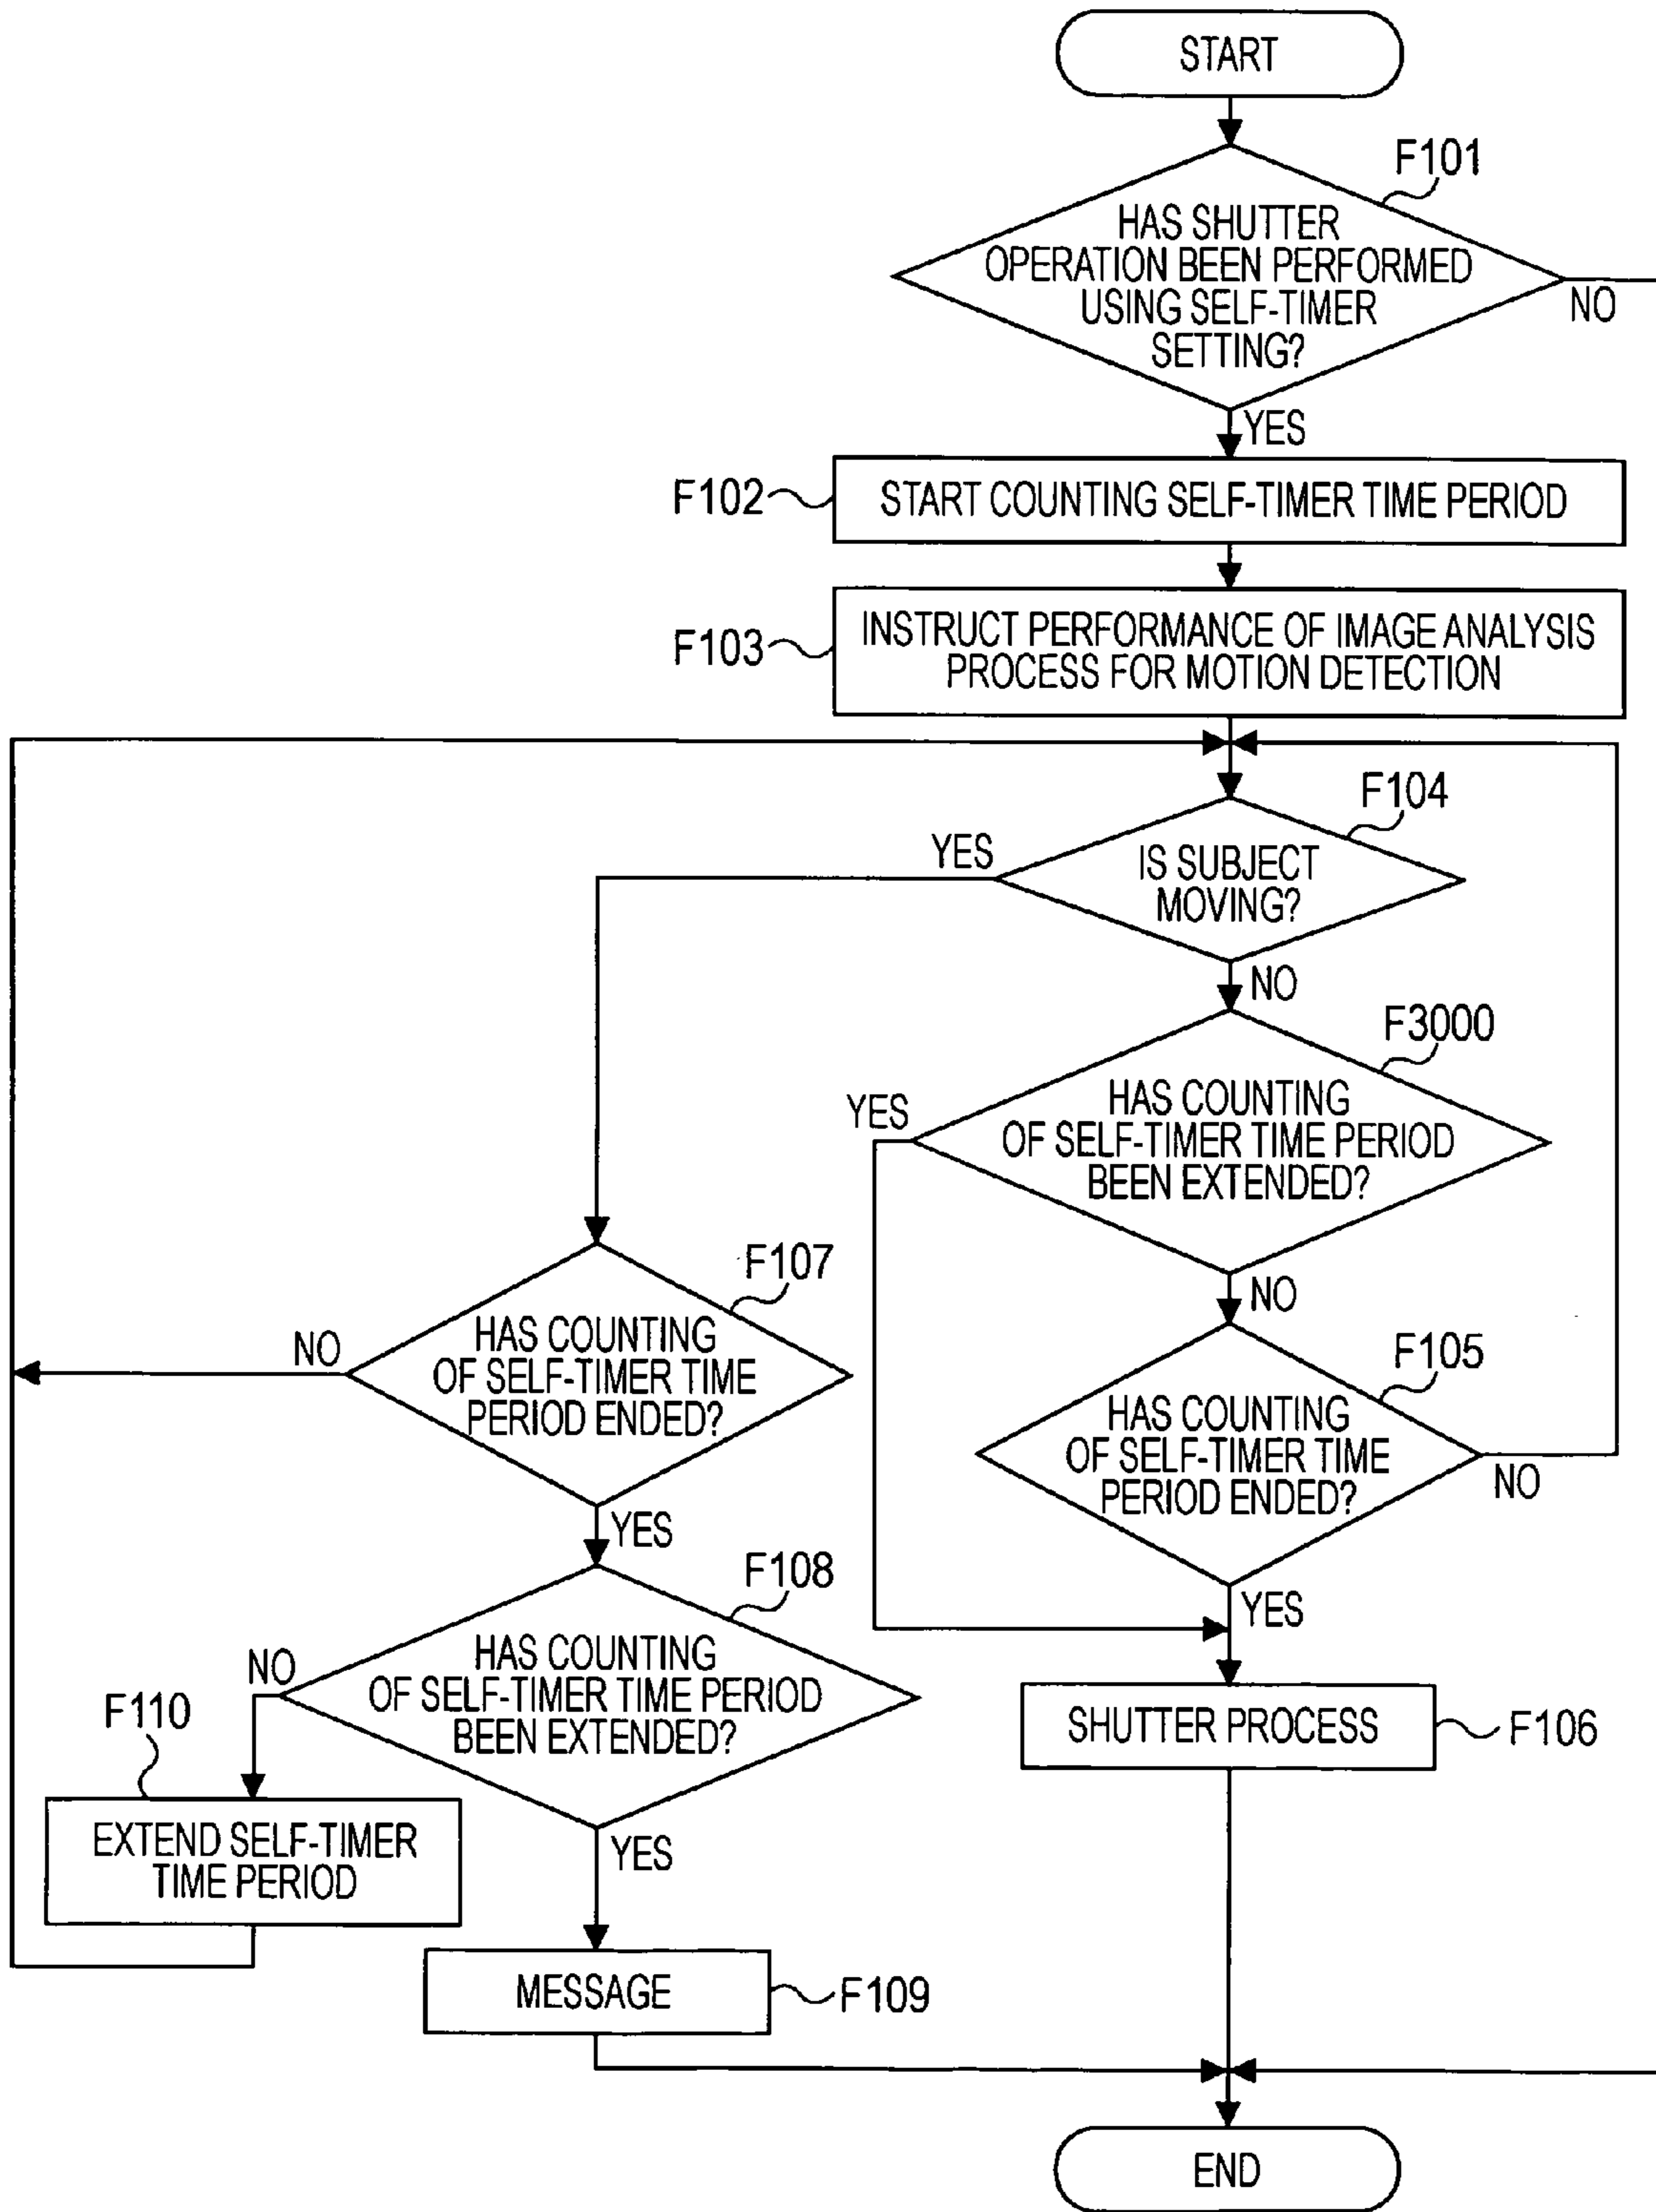 START
F101
HAS SHUTTER
OPERATION BEEN PERFORMED
USING SELF-TIMER
SETTING?
NO
YES
F102
START COUNTING SELF-TIMER TIME PERIOD
F103
INSTRUCT PERFORMANCE OF IMAGE ANALYSIS
PROCESS FOR MOTION DETECTION
F104
YES
IS SUBJECT
MOVING?
NO
F3000
YES
HAS COUNTING
OF SELF-TIMER TIME PERIOD
BEEN EXTENDED?
NO
F107
NO
HAS COUNTING
OF SELF-TIMER TIME
PERIOD ENDED?
YES
F105
HAS COUNTING
OF SELF-TIMER TIME
PERIOD ENDED?
NO
YES
F108
NO
HAS COUNTING
OF SELF-TIMER TIME PERIOD
BEEN EXTENDED?
YES
F110
EXTEND SELF-TIMER
TIME PERIOD
SHUTTER PROCESS
F106
MESSAGE
F109
END